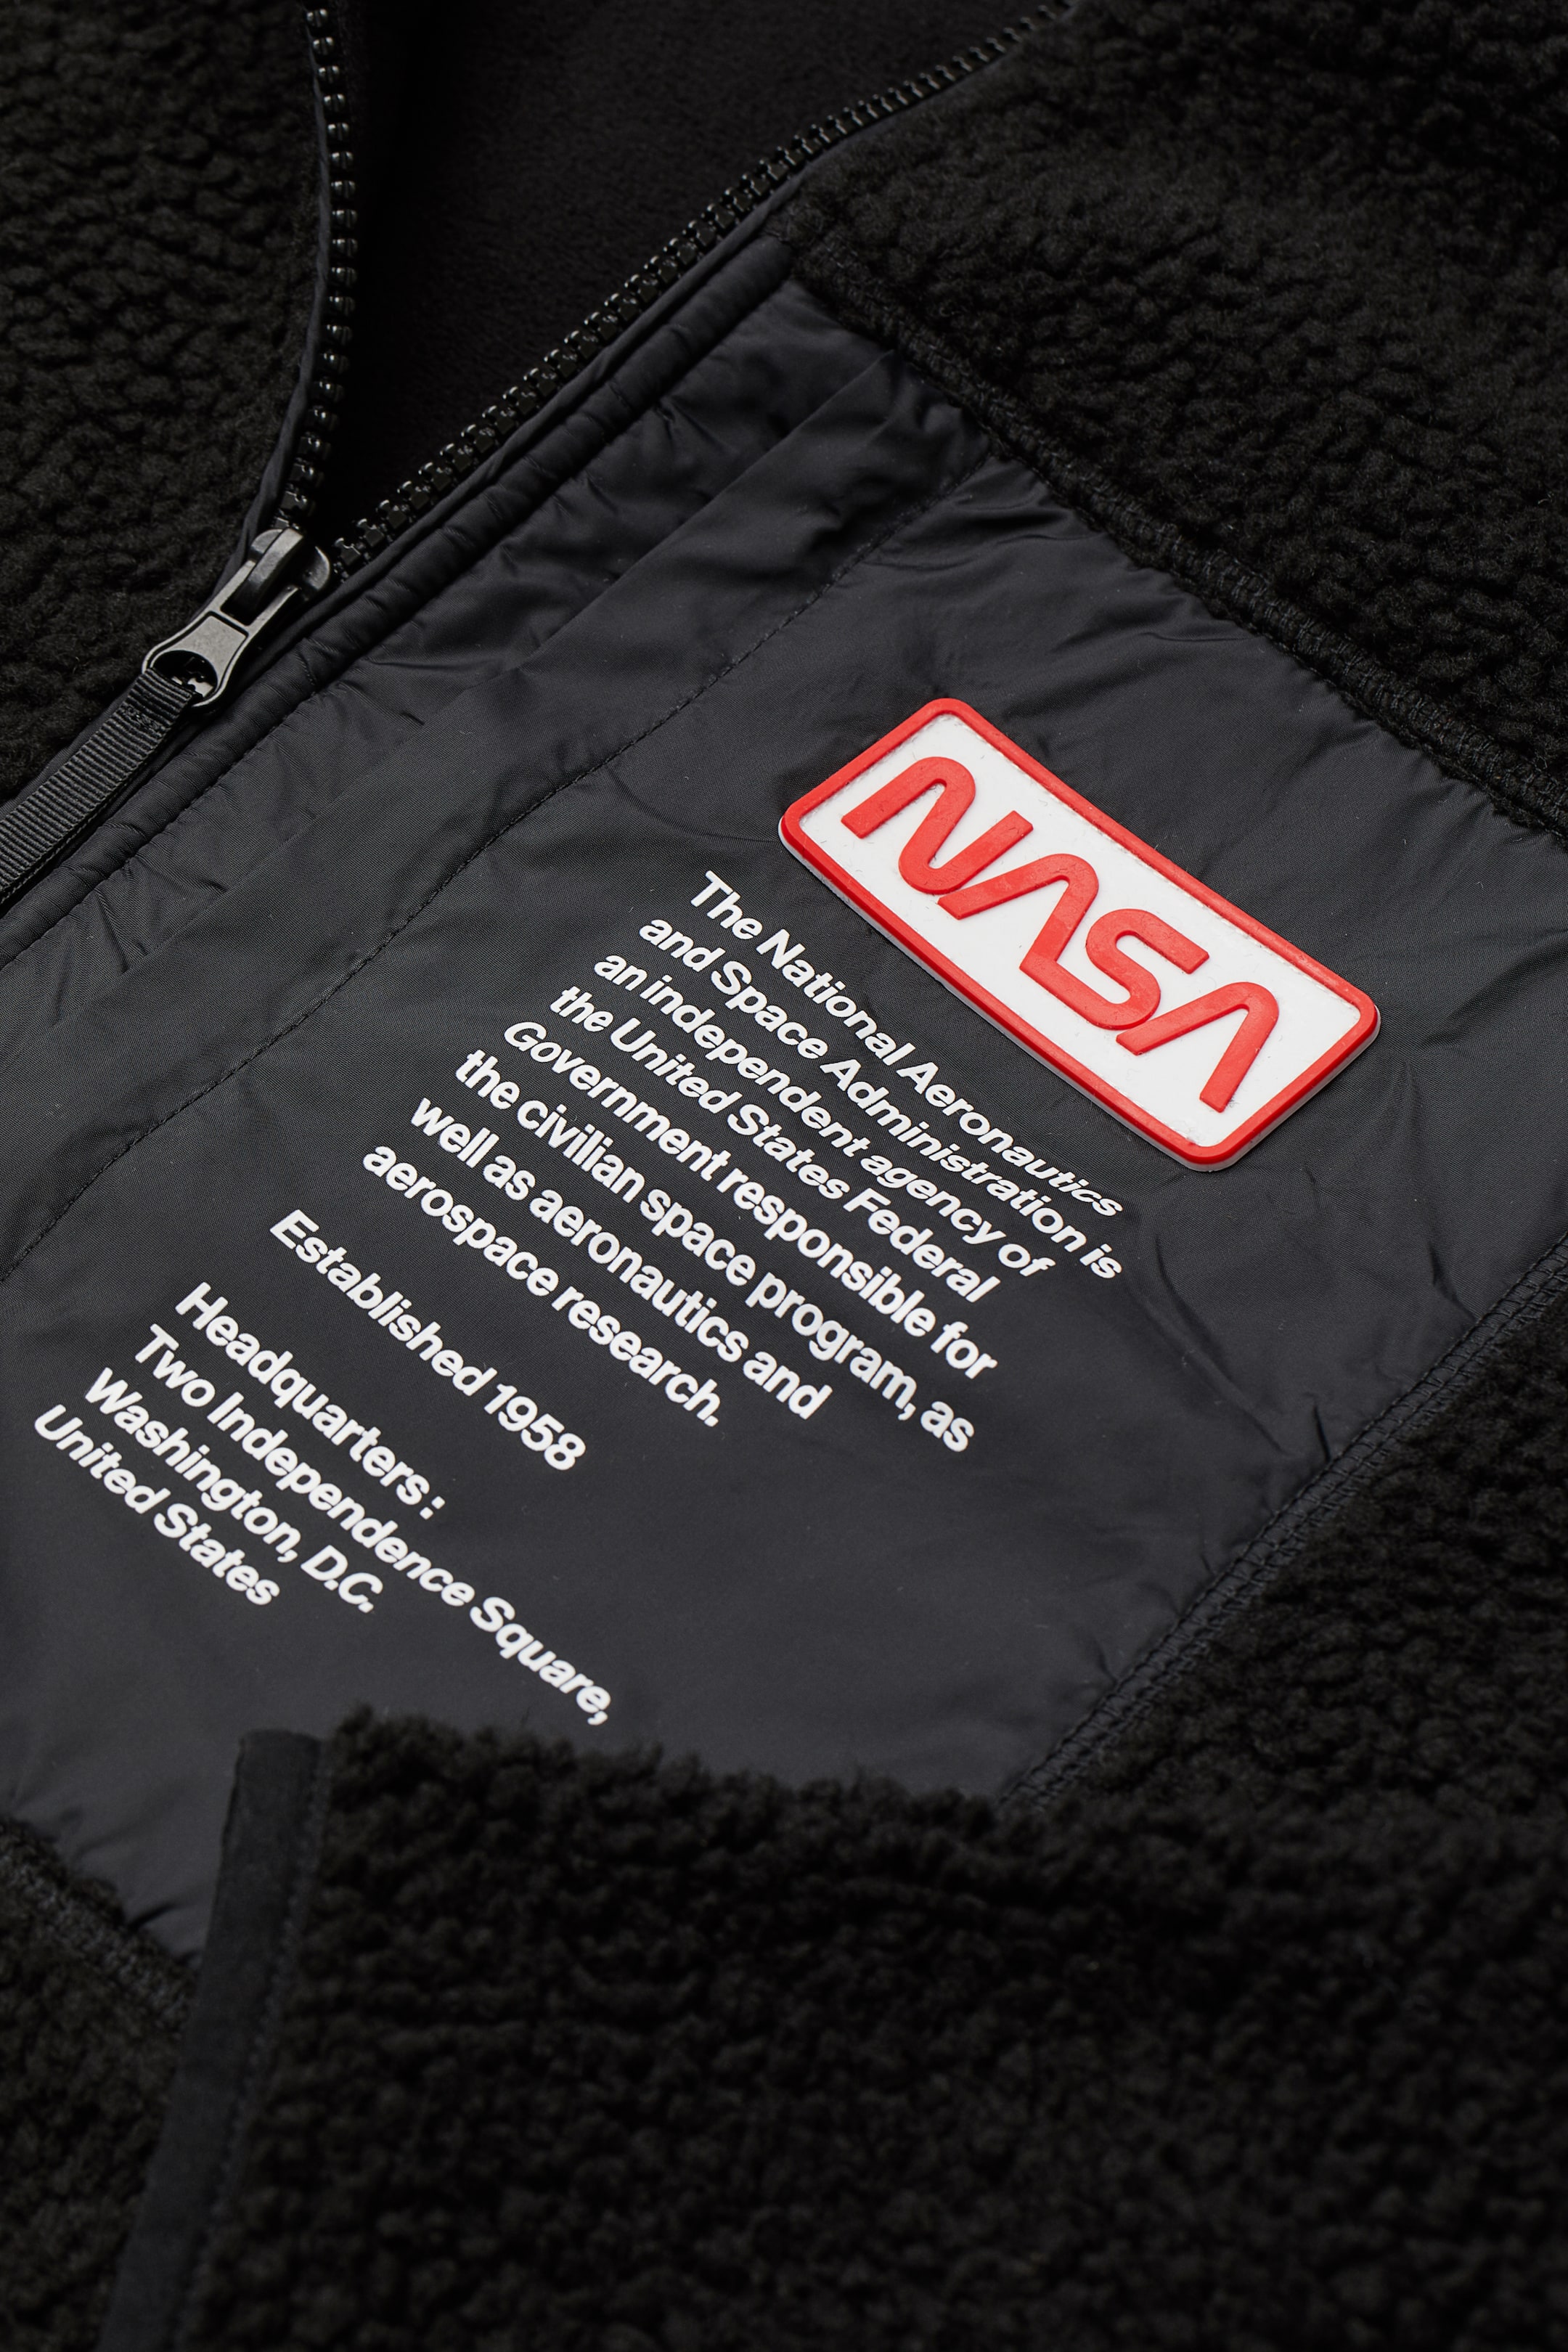 NASA
The National Aeronautics
and Space Administration is
an independent agency of
the United States Federal
Government responsible for
the civilian space program, as
well as aeronautics and
aerospace research.
Established 1958
Headquarters:
Two Independence Square,
Washington, D.C.
United States